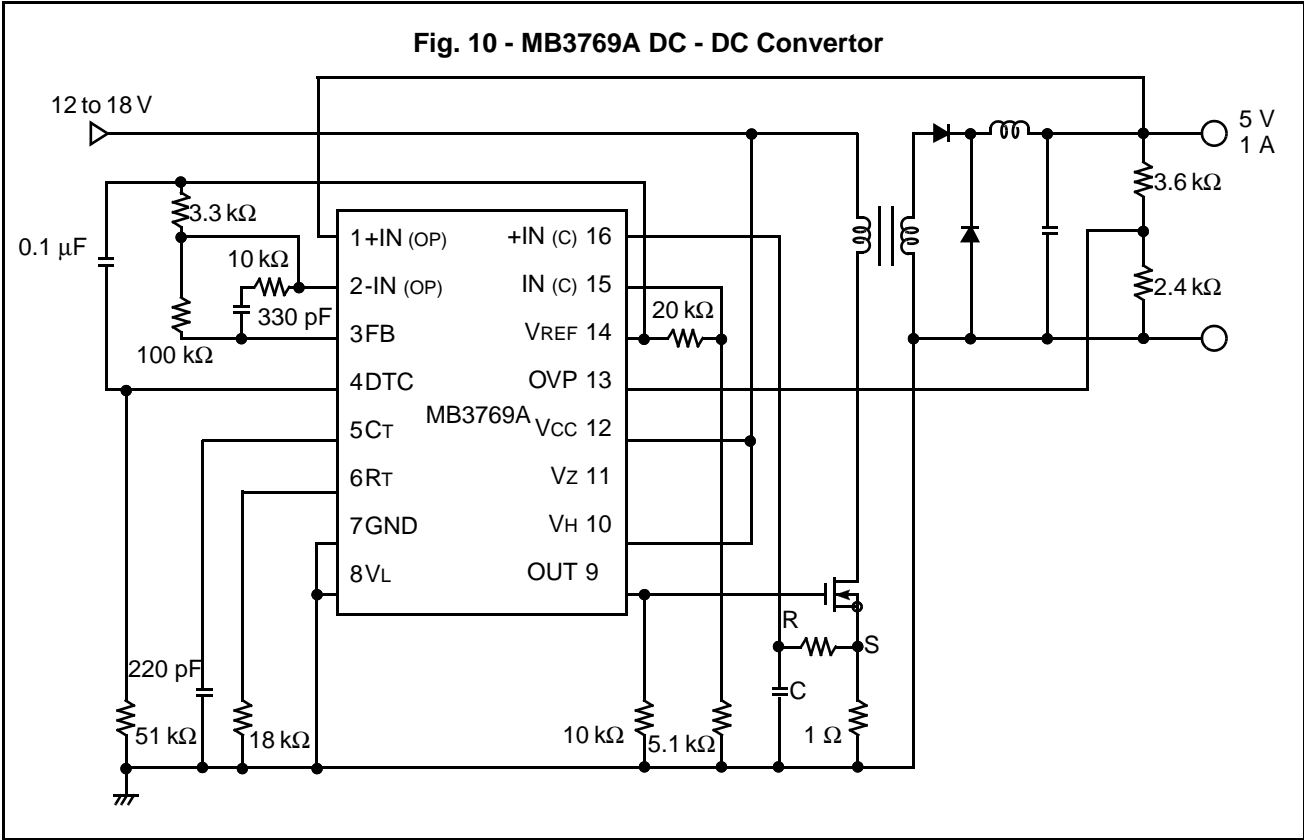 Fig. 10 - MB3769A DC - DC Convertor
12 to 18 V
5 V
1 A
3.6 kΩ
3.3 kΩ
0.1 μF
1+IN (OP)
+IN (C) 16
10 kΩ
2-IN (OP)
IN (C) 15
20 kΩ
2.4 kΩ
330 pF
3FB
VREF 14
100 kΩ
4DTC
OVP 13
MB3769A
5CT
VCC 12
6RT
VZ 11
7GND
VH 10
8VL
OUT 9
R
S
220 pF
C
51 kΩ
18 kΩ
10 kΩ
5.1 kΩ
1 Ω